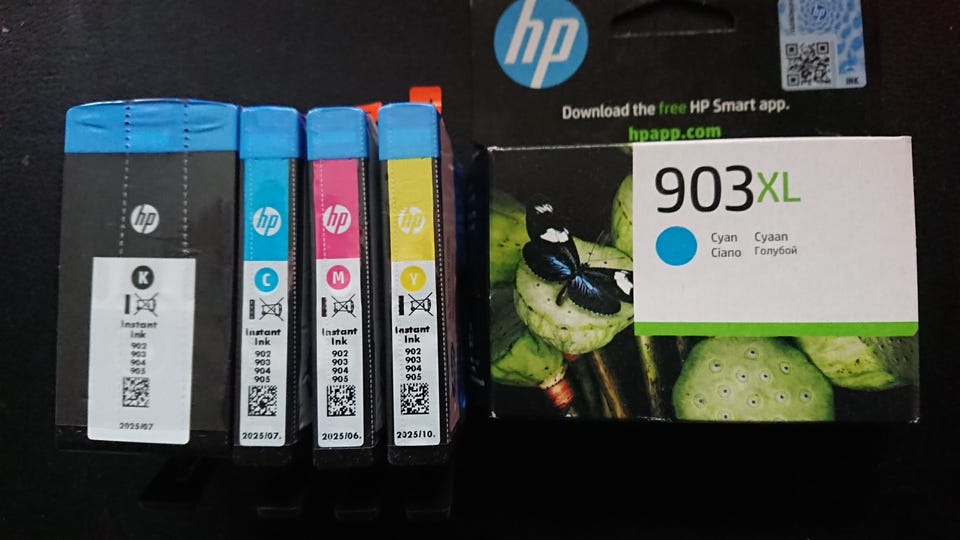 hp
K
Instant
Ink
902
903
904
905
2025/07
hp
C
Instant
Ink
902
903
904
905
2025/07.
hp
M
Instant
Ink
902
903
904
905
2025/06.
hp
Y
Instant
Ink
902
903
904
905
2025/10.
hp
hp
INK
Download the free HP Smart app.
hpapp.com
903XL
Cyan Cyaan
Ciano Голубой